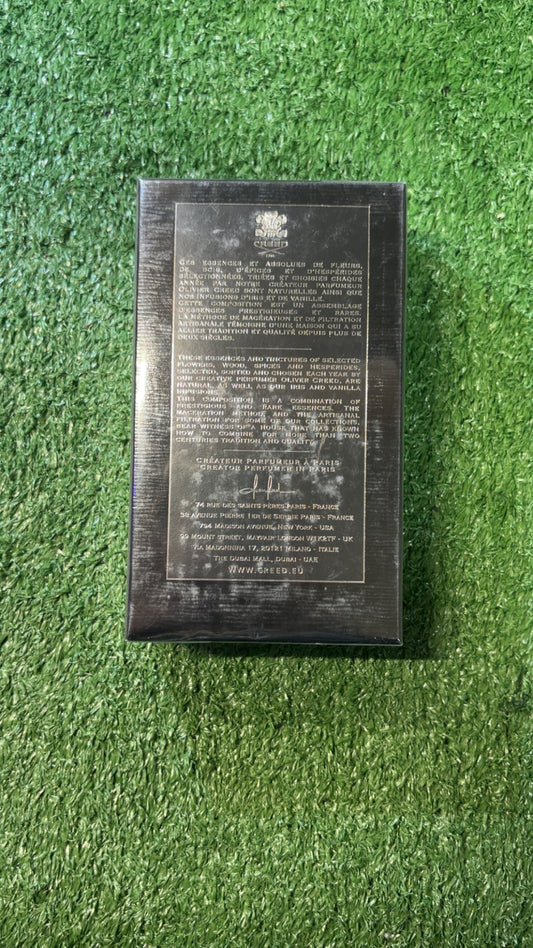 CREED
CES ESSENCES ET ABSOLUES DE FLEURS,
DE BOIS, D'ÉPICES ET D'HESPÉRIDES
SÉLECTIONNÉES, TRIÉES ET CHOISIES CHAQUE
ANNÉE PAR NOTRE CRÉATEUR PARFUMEUR
OLIVIER CREED SONT NATURELLES AINSI QUE
NOS INFUSIONS D'IRIS ET DE VANILLE.
CETTE COMPOSITION EST UN ASSEMBLAGE
D'ESSENCES PRESTIGIEUSES ET RARES.
LA MÉTHODE DE MACÉRATION ET DE FILTRATION
ARTISANALE TÉMOIGNE D'UNE MAISON QUI A SU
ALLIER TRADITION ET QUALITÉ DEPUIS PLUS DE
DEUX SIÈCLES.
THESE ESSENCES AND TINCTURES OF SELECTED
FLOWERS, WOOD, SPICES AND HESPERIDES,
SELECTED, SORTED AND CHOSEN EACH YEAR BY
OUR CREATIVE PERFUMER OLIVIER CREED, ARE
NATURAL AS WELL AS OUR IRIS AND VANILLA
INFUSIONS.
THIS COMPOSITION IS A COMBINATION OF
PRESTIGIOUS AND RARE ESSENCES. THE
MACERATION METHOD, AND THE ARTISANAL
FILTRATION FOR SOME OF OUR COLLECTIONS,
BEAR WITNESS OF A HOUSE THAT HAS KNOWN
HOW TO COMBINE FOR MORE THAN TWO
CENTURIES TRADITION AND QUALITY.
CRÉATEUR PARFUMEUR À PARIS
CREATOR PERFUMER IN PARIS
74 RUE DES SAINTS PÈRES PARIS - FRANCE
38 AVENUE PIERRE 1ER DE SERBIE PARIS - FRANCE
794 MADISON AVENUE, NEW YORK - USA
99 MOUNT STREET, MAYFAIR LONDON W1 KRTF - UK
VIA MADONNINA 17, 20121 MILANO - ITALIE
THE DUBAI MALL, DUBAI - UAE
WWW.CREED.EU